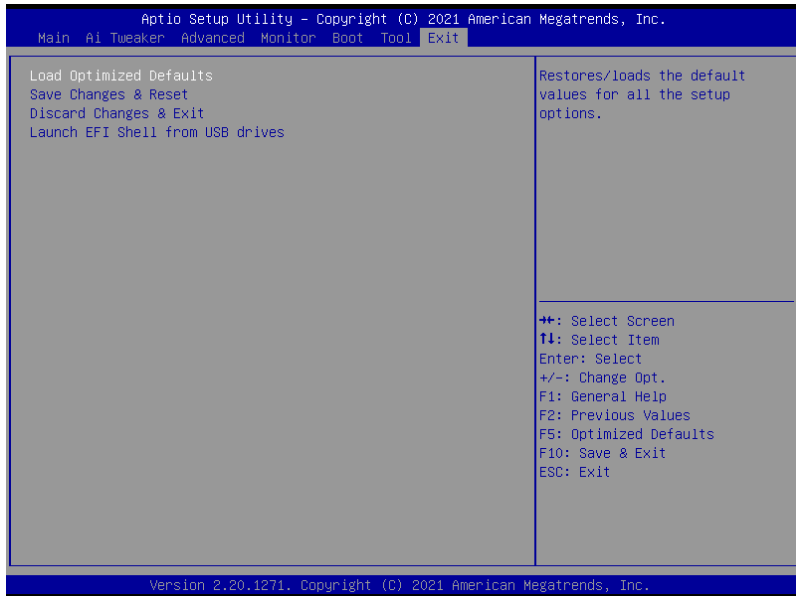 Aptio Setup Utility – Copyright (C) 2021 American Megatrends, Inc.
Main Ai Tweaker Advanced Monitor Boot Tool Exit
Load Optimized Defaults
Save Changes & Reset
Discard Changes & Exit
Launch EFI Shell from USB drives
Restores/loads the default
values for all the setup
options.
→←: Select Screen
↑↓: Select Item
Enter: Select
+/-: Change Opt.
F1: General Help
F2: Previous Values
F5: Optimized Defaults
F10: Save & Exit
ESC: Exit
Version 2.20.1271. Copyright (C) 2021 American Megatrends, Inc.